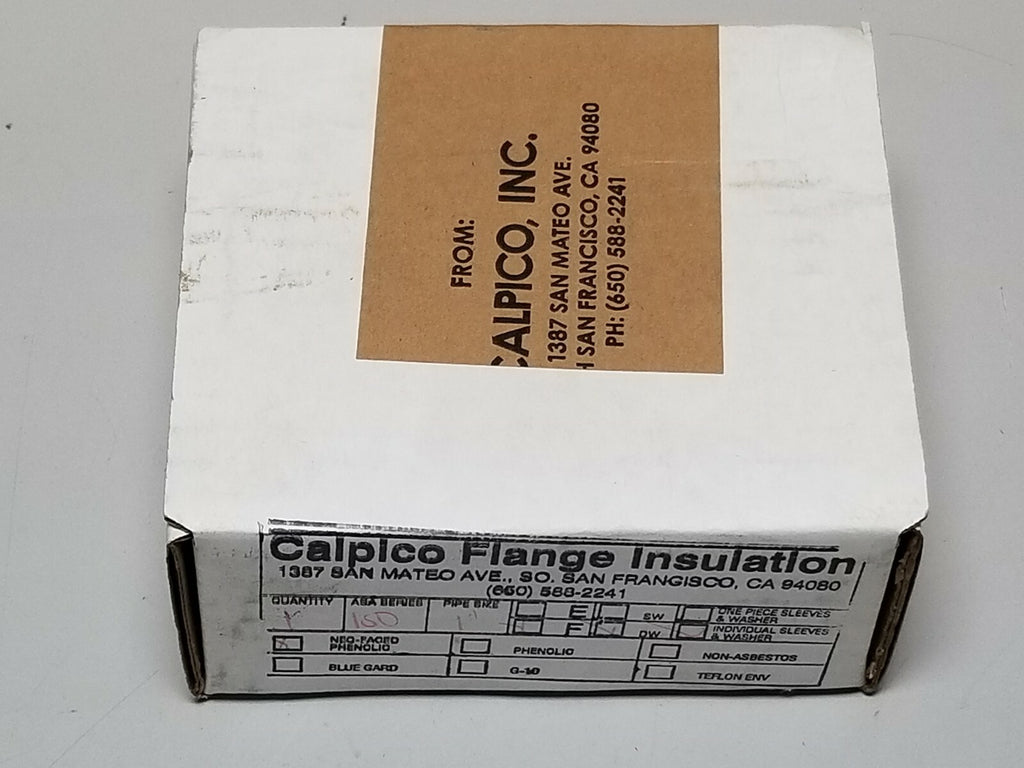 FROM:
CALPICO, INC.
1387 SAN MATEO AVE.
H SAN FRANCISCO, CA 94080
PH: (650) 588-2241
Calpico Flange Insulation
1387 SAN MATEO AVE., SO. SAN FRANCISCO, CA 94080
(650) 588-2241
QUANTITY ASA SERIES PIPE SIZE E SW ONE PIECE SLEEVES & WASHER
1 150 1" F DW INDIVIDUAL SLEEVES & WASHER
X NEO-FACED PHENOLIC PHENOLIC NON-ASBESTOS
BLUE GARD G-10 TEFLON ENV